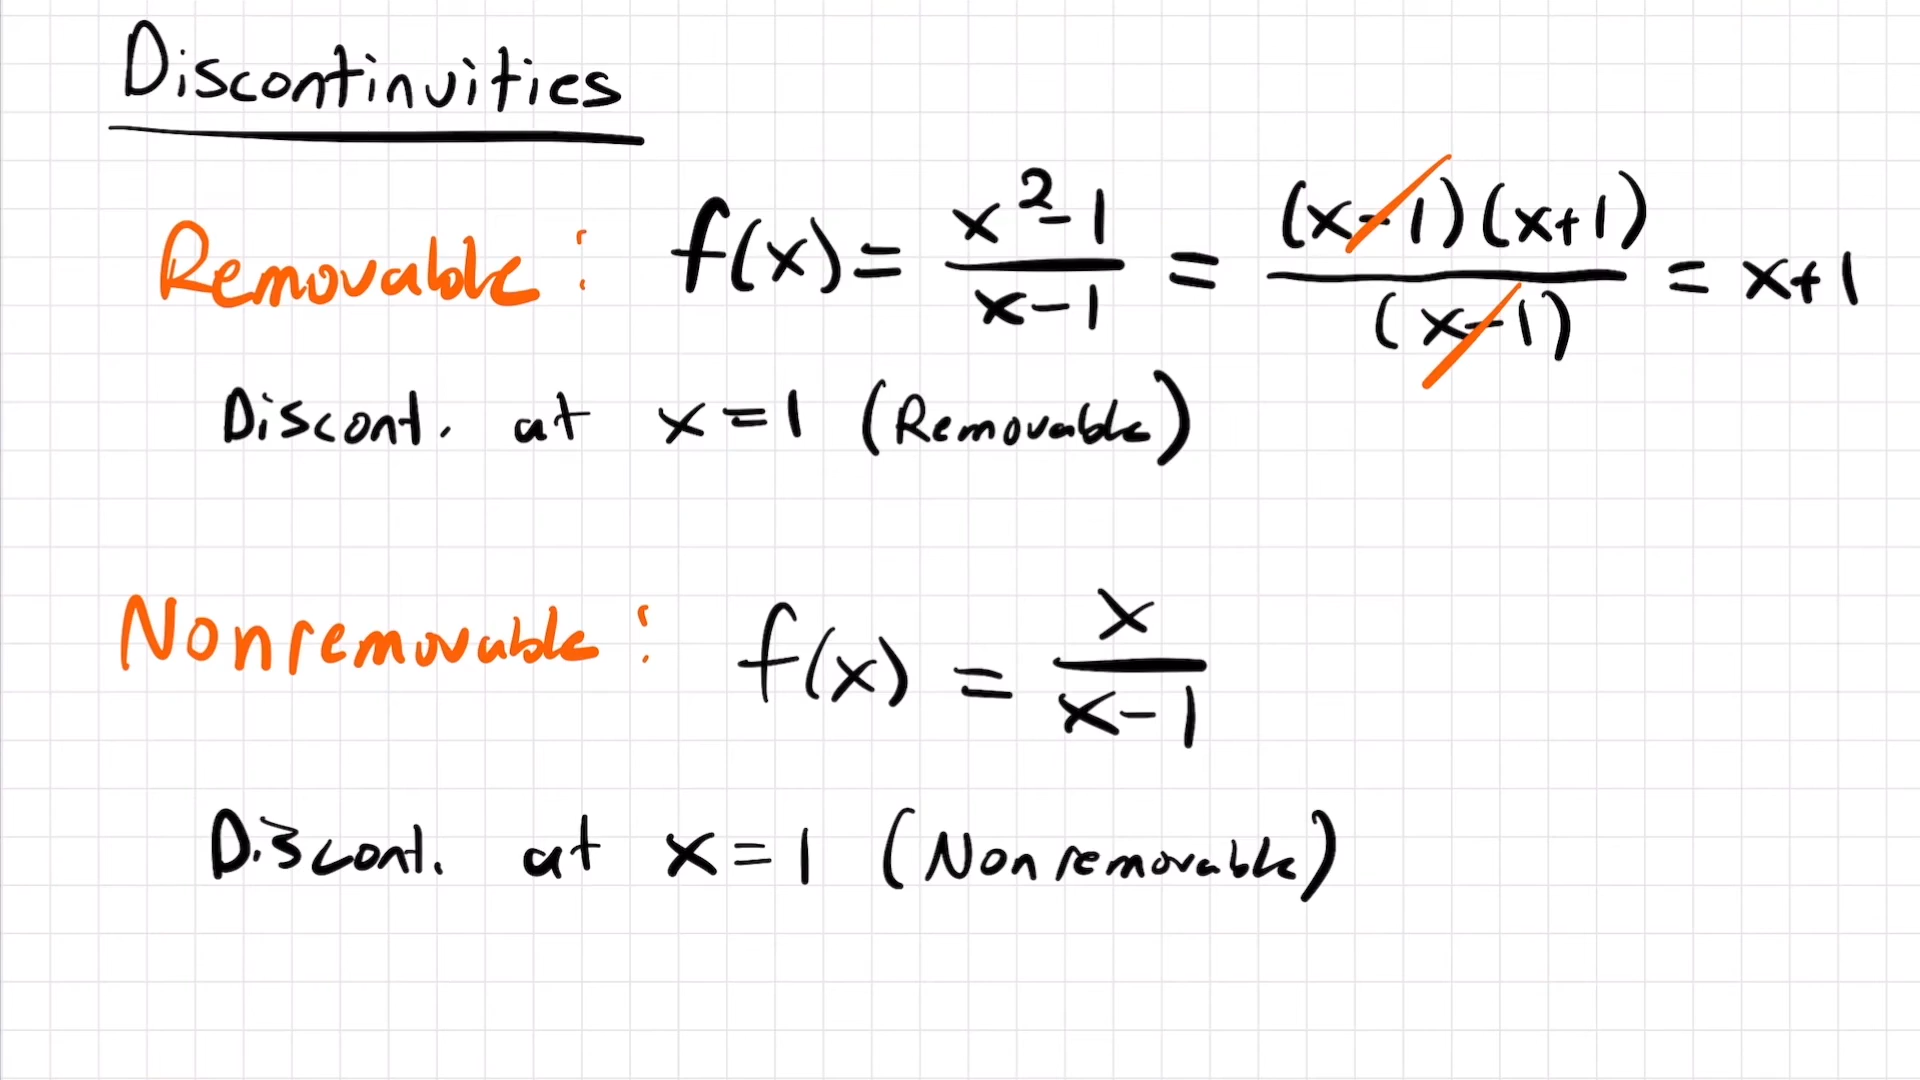 Discontinuities
Removable: f(x) = x²-1 / x-1 = (x-1)(x+1) / (x-1) = x+1
Discont. at x=1 (Removable)
Nonremovable: f(x) = x / x-1
Discont. at x=1 (Nonremovable)